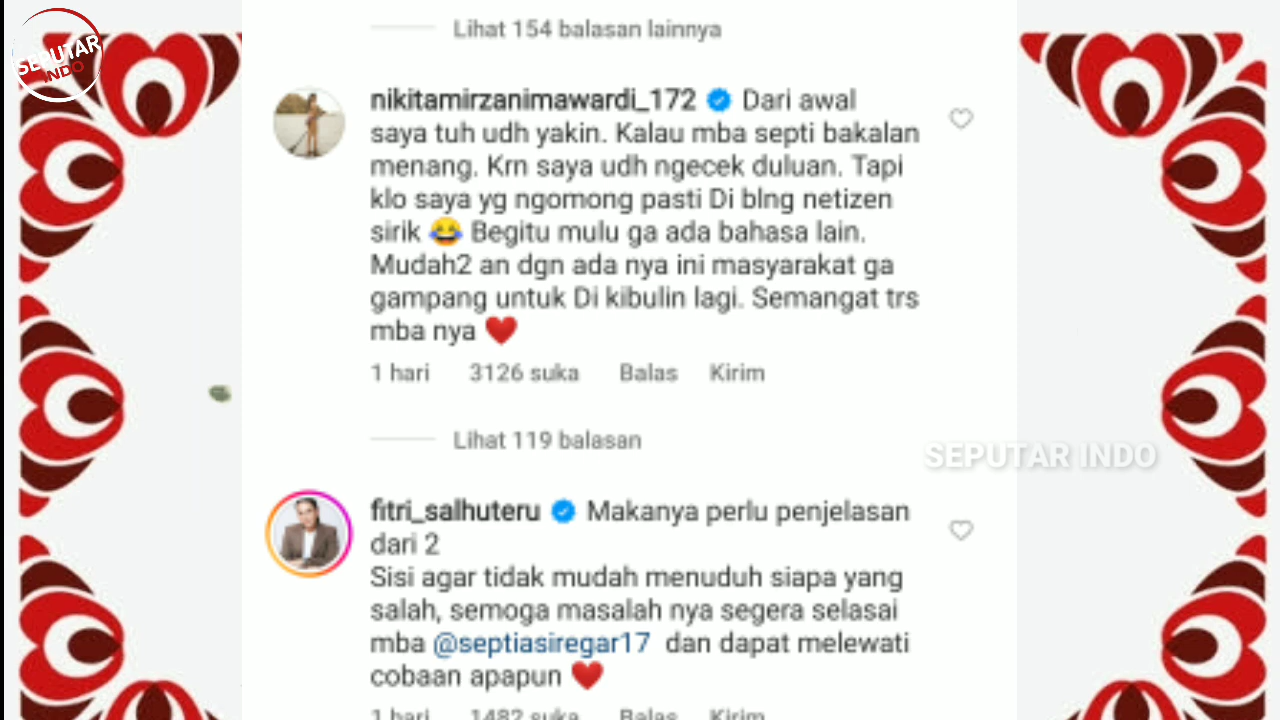 SEPUTAR
INDO
Lihat 154 balasan lainnya
nikitamirzanimawardi_172 Dari awal
saya tuh udh yakin. Kalau mba septi bakalan
menang. Krn saya udh ngecek duluan. Tapi
klo saya yg ngomong pasti Di blng netizen
sirik 😂 Begitu mulu ga ada bahasa lain.
Mudah2 an dgn ada nya ini masyarakat ga
gampang untuk Di kibulin lagi. Semangat trs
mba nya ❤️
1 hari 3126 suka Balas Kirim
Lihat 119 balasan
SEPUTAR INDO
fitri_salhuteru Makanya perlu penjelasan
dari 2
Sisi agar tidak mudah menuduh siapa yang
salah, semoga masalah nya segera selasai
mba @septiasiregar17 dan dapat melewati
cobaan apapun ❤️
1 hari 1482 suka Balas Kirim